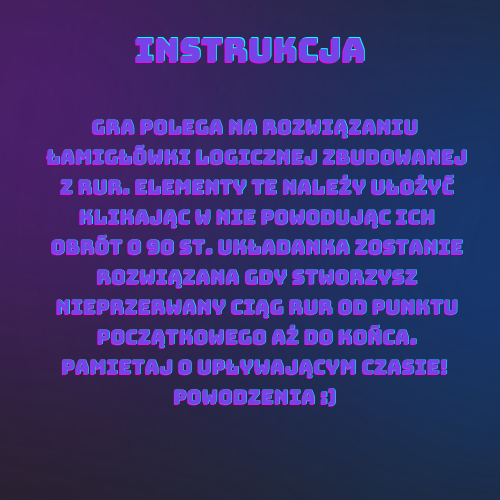 INSTRUKCJA
GRA POLEGA NA ROZWIĄZANIU
ŁAMIGŁÓWKI LOGICZNEJ ZBUDOWANEJ
Z RUR. ELEMENTY TE NALEŻY UŁOŻYĆ
KLIKAJĄC W NIE POWODUJĄC ICH
OBRÓT O 90 ST. UKŁADANKA ZOSTANIE
ROZWIĄZANA GDY STWORZYSZ
NIEPRZERWANY CIĄG RUR OD PUNKTU
POCZĄTKOWEGO AŻ DO KOŃCA.
PAMIETAJ O UPŁYWAJĄCYM CZASIE!
POWODZENIA :)